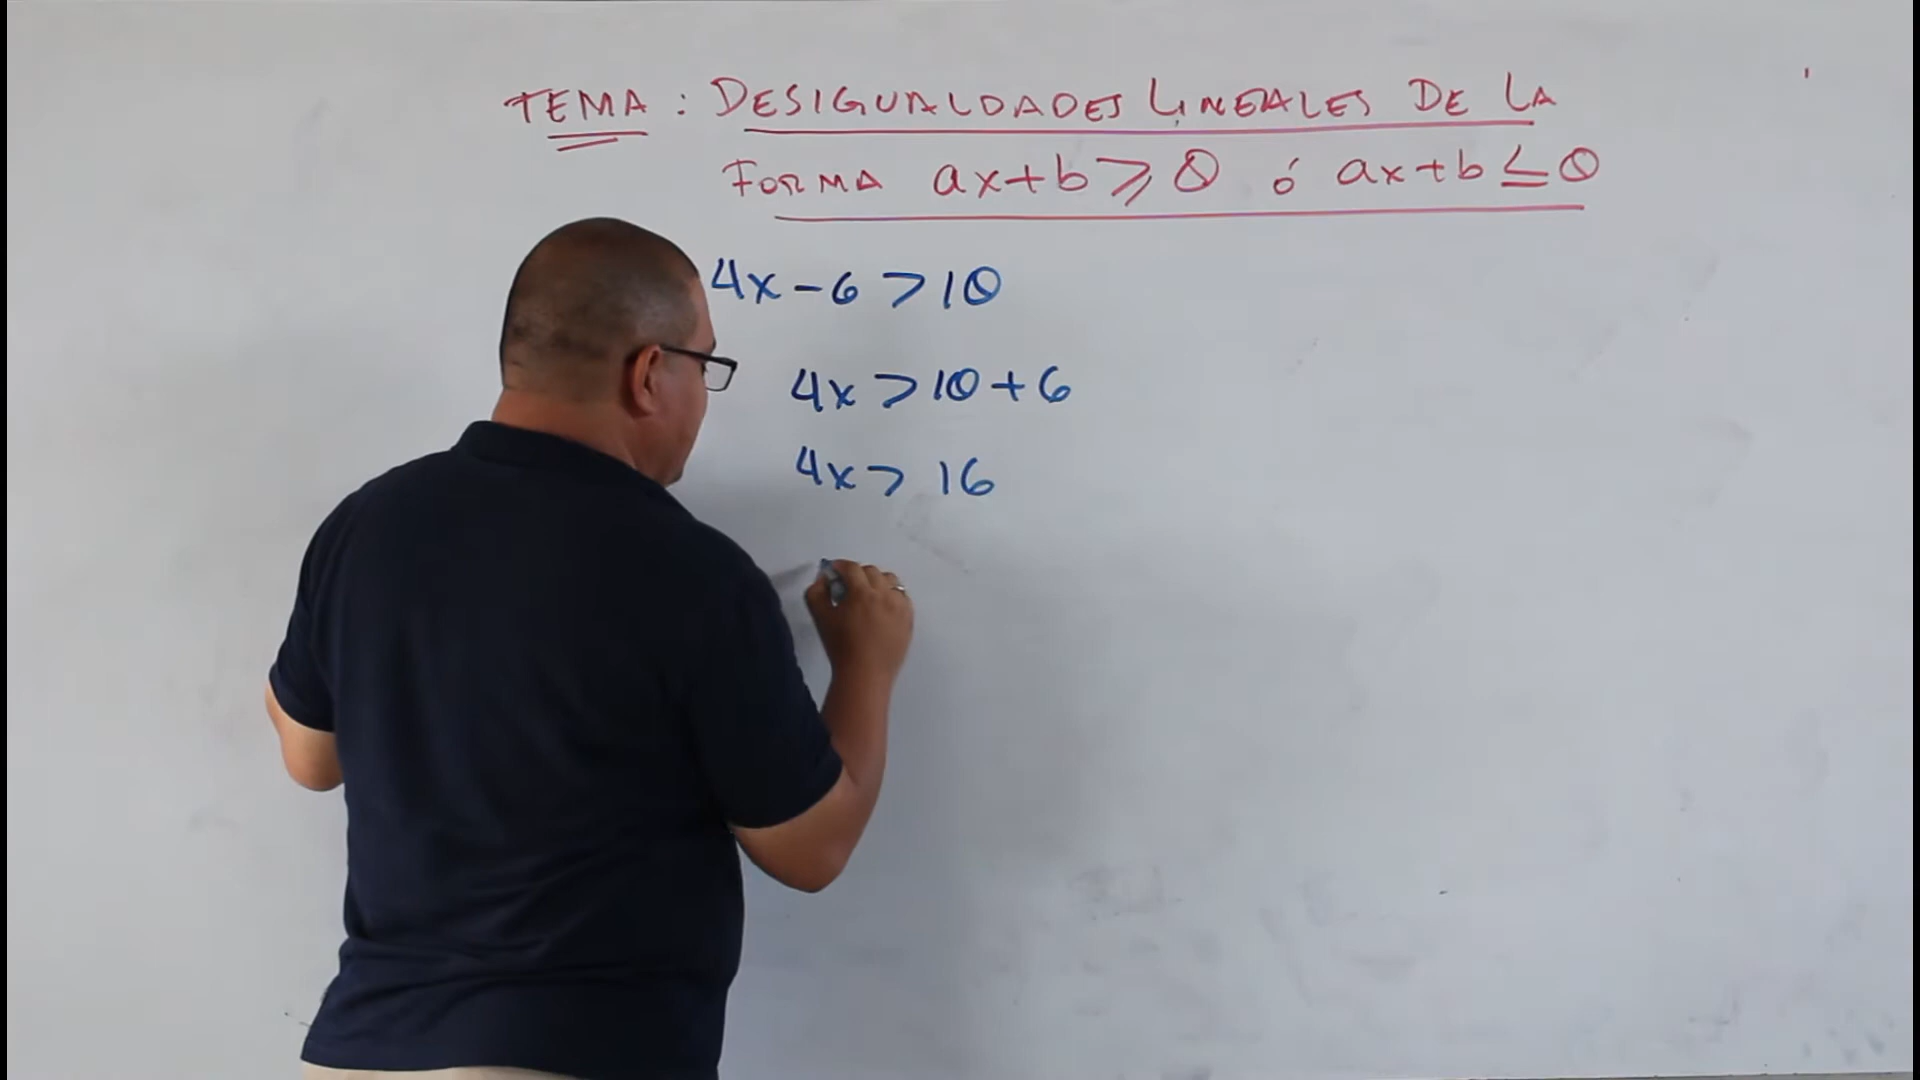 TEMA: DESIGUALDADES LINEALES DE LA
FORMA ax+b ⩾ 0 ó ax+b ≤ 0
4x - 6 > 10
4x > 10 + 6
4x > 16